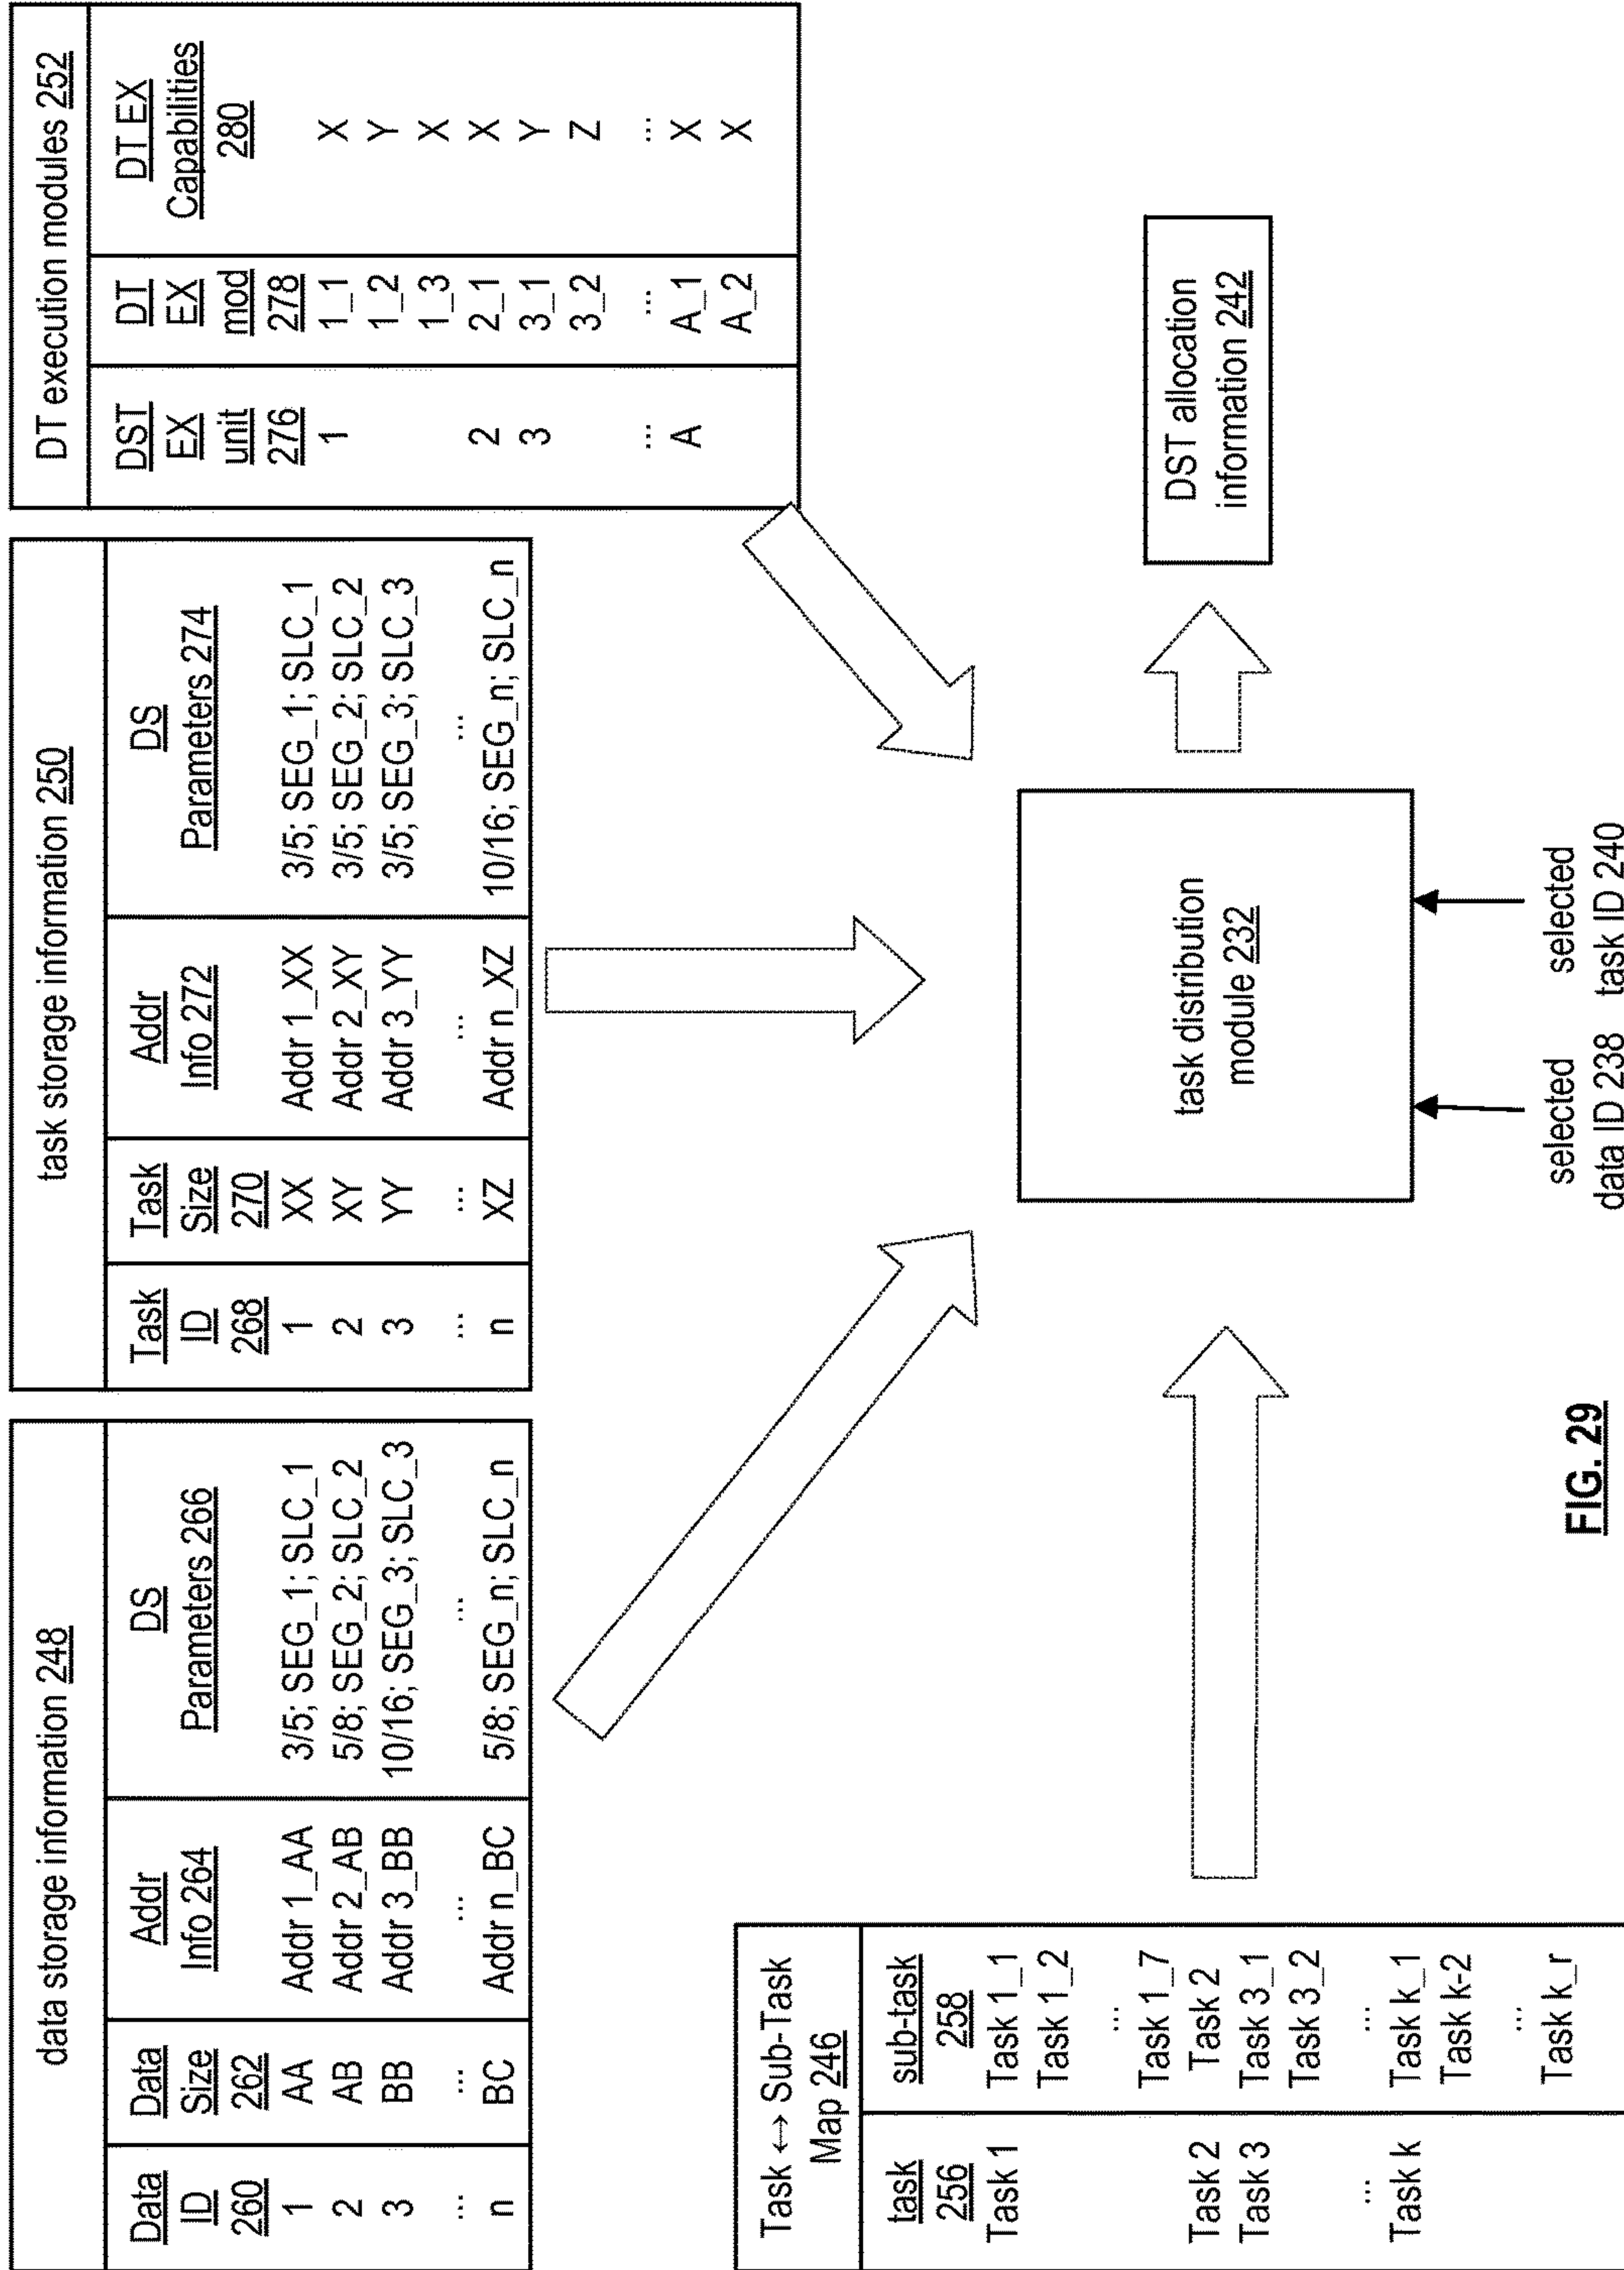 data storage information 248
Data ID 260 Data Size 262 Addr Info 264 DS Parameters 266
1 AA Addr 1_AA 3/5; SEG_1; SLC_1
2 AB Addr 2_AB 5/8; SEG_2; SLC_2
3 BB Addr 3_BB 10/16; SEG_3; SLC_3
... ... ... ...
n BC Addr n_BC 5/8; SEG_n; SLC_n
task storage information 250
Task ID 268 Task Size 270 Addr Info 272 DS Parameters 274
1 XX Addr 1_XX 3/5; SEG_1; SLC_1
2 XY Addr 2_XY 3/5; SEG_2; SLC_2
3 YY Addr 3_YY 3/5; SEG_3; SLC_3
... ... ... ...
n XZ Addr n_XZ 10/16; SEG_n; SLC_n
DT execution modules 252
DST EX unit 276 DT EX mod 278 DT EX Capabilities 280
1 1_1 X
1_2 Y
1_3 X
2 2_1 X
3 3_1 Y
3_2 Z
... ... ...
A A_1 X
A_2 X
Task ↔ Sub-Task
Map 246
task 256 sub-task 258
Task 1 Task 1_1
Task 1_2
...
Task 1_7
Task 2 Task 2
Task 3 Task 3_1
Task 3_2
... ...
Task k Task k_1
Task k-2
...
Task k_r
task distribution
module 232
DST allocation
information 242
selected
data ID 238
selected
task ID 240
FIG. 29